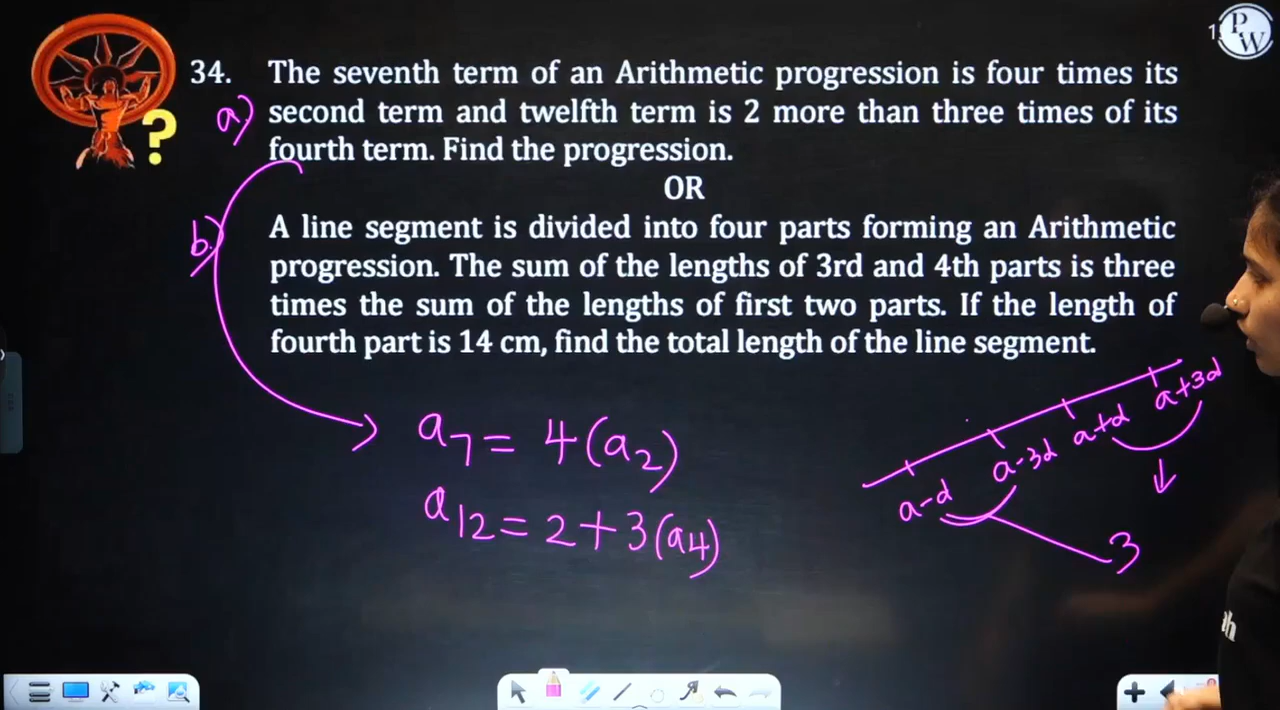 PW
34. The seventh term of an Arithmetic progression is four times its
a) second term and twelfth term is 2 more than three times of its
fourth term. Find the progression.
OR
b) A line segment is divided into four parts forming an Arithmetic
progression. The sum of the lengths of 3rd and 4th parts is three
times the sum of the lengths of first two parts. If the length of
fourth part is 14 cm, find the total length of the line segment.
a₇ = 4(a₂)
a₁₂ = 2 + 3(a₄)
a-d a-3d a+d a+3d
3